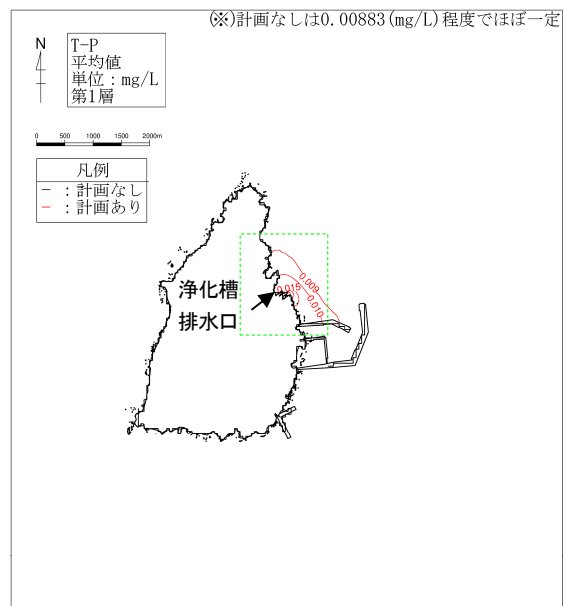 (※)計画なしは0.00883(mg/L)程度でほぼ一定
N
T-P
平均値
単位：mg/L
第1層
0 500 1000 1500 2000m
凡例
− ：計画なし
− ：計画あり
0.009
0.015
0.010
浄化槽
排水口